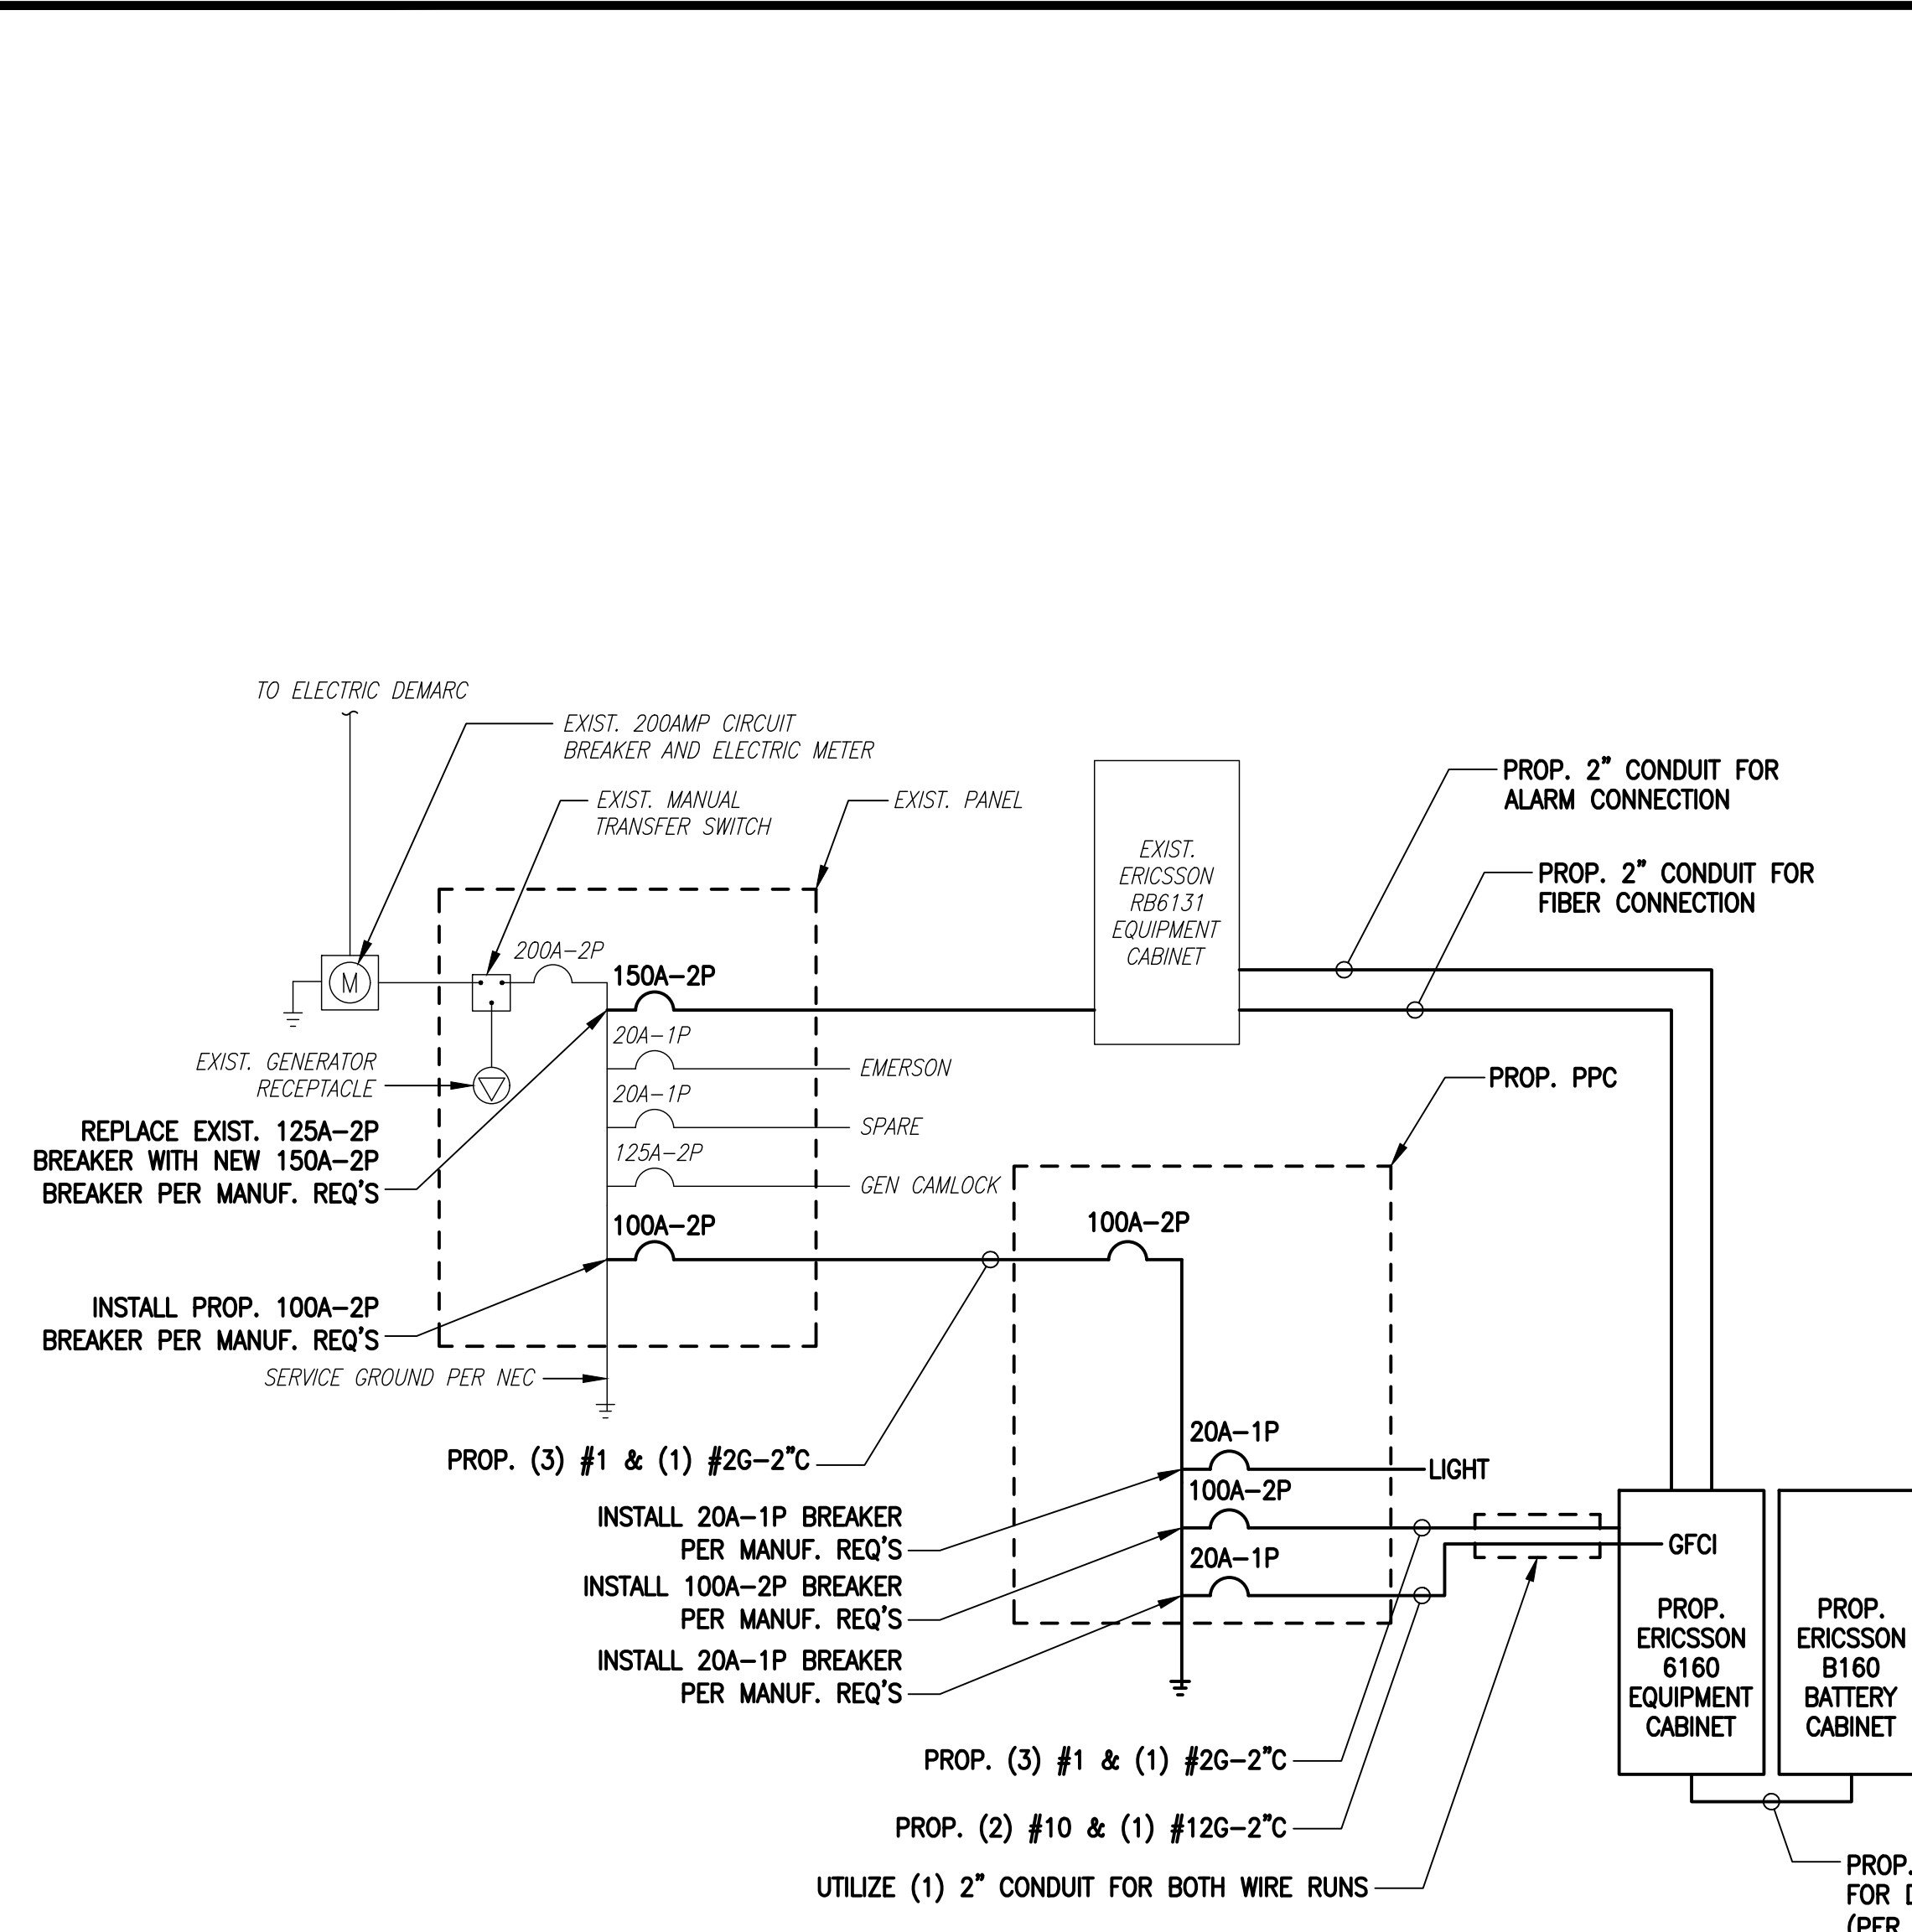 TO ELECTRIC DEMARC
EXIST. 200AMP CIRCUIT
BREAKER AND ELECTRIC METER
EXIST. MANUAL
TRANSFER SWITCH
EXIST. PANEL
EXIST.
ERICSSON
RB6131
EQUIPMENT
CABINET
PROP. 2" CONDUIT FOR
ALARM CONNECTION
PROP. 2" CONDUIT FOR
FIBER CONNECTION
200A-2P
M
150A-2P
20A-1P
EMERSON
20A-1P
SPARE
125A-2P
GEN CAMLOCK
100A-2P
EXIST. GENERATOR
RECEPTACLE
REPLACE EXIST. 125A-2P
BREAKER WITH NEW 150A-2P
BREAKER PER MANUF. REQ'S
INSTALL PROP. 100A-2P
BREAKER PER MANUF. REQ'S
SERVICE GROUND PER NEC
PROP. PPC
100A-2P
PROP. (3) #1 & (1) #2G-2"C
20A-1P
LIGHT
100A-2P
20A-1P
GFCI
INSTALL 20A-1P BREAKER
PER MANUF. REQ'S
INSTALL 100A-2P BREAKER
PER MANUF. REQ'S
INSTALL 20A-1P BREAKER
PER MANUF. REQ'S
PROP.
ERICSSON
6160
EQUIPMENT
CABINET
PROP.
ERICSSON
B160
BATTERY
CABINET
PROP. (3) #1 & (1) #2G-2"C
PROP. (2) #10 & (1) #12G-2"C
UTILIZE (1) 2" CONDUIT FOR BOTH WIRE RUNS
PROP.
FOR
(PER